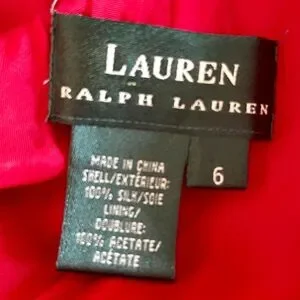 LAUREN
RALPH LAUREN
MADE IN CHINA
SHELL/EXTÉRIEUR:
100% SILK/SOIE
LINING/
DOUBLURE:
100% ACETATE/
ACÉTATE
6